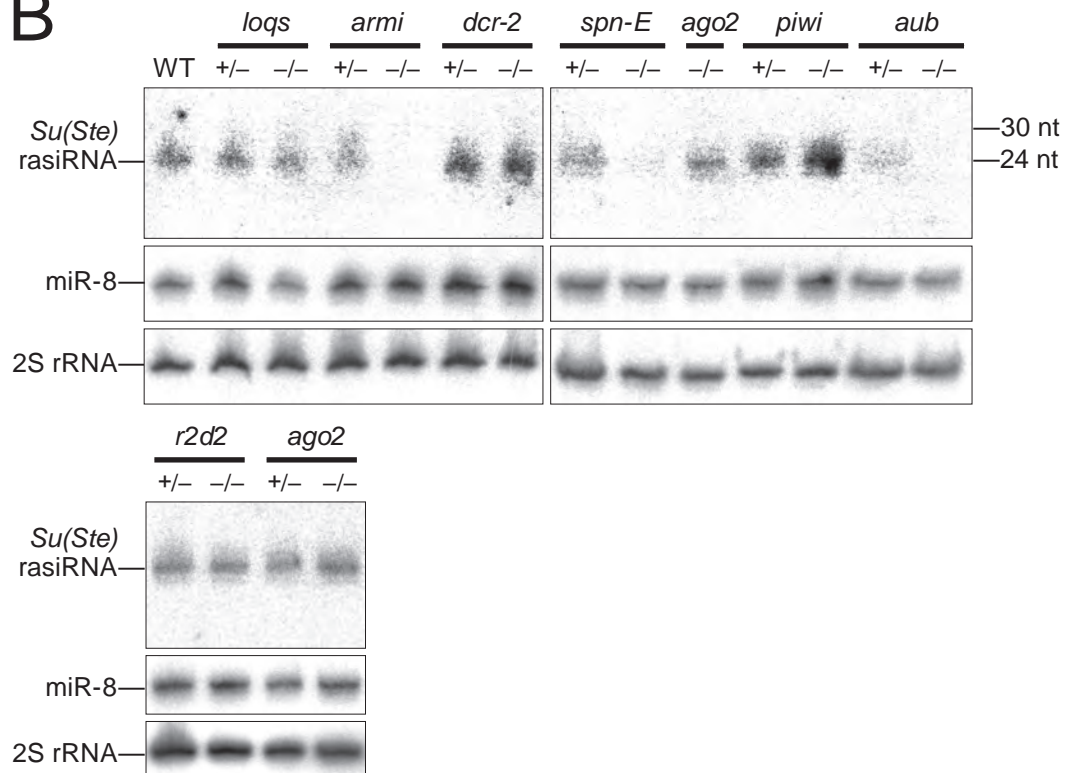 B
loqs armi dcr-2 spn-E ago2 piwi aub
WT +/– –/– +/– –/– +/– –/– +/– –/– –/– +/– –/– +/– –/–
Su(Ste)
rasiRNA
30 nt
24 nt
miR-8
2S rRNA
r2d2 ago2
+/– –/– +/– –/–
Su(Ste)
rasiRNA
miR-8
2S rRNA